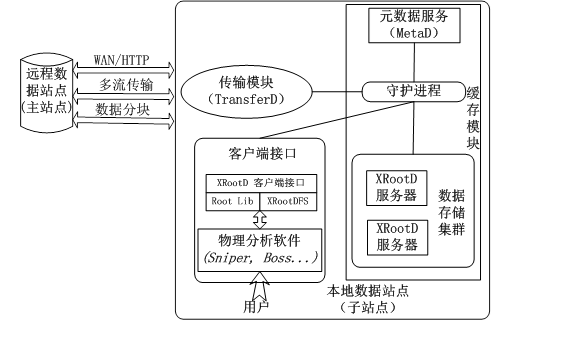 元数据服务
(MetaD)
WAN/HTTP
多流传输
数据分块
远程数
据站点
(主站点)
传输模块
(TransferD)
守护进程
缓存模块
客户端接口
XRootD 客户端接口
Root Lib
XRootDFS
物理分析软件
(Sniper, Boss...)
用户
XRootD
服务器
XRootD
服务器
数据
存储
集群
本地数据站点
(子站点)